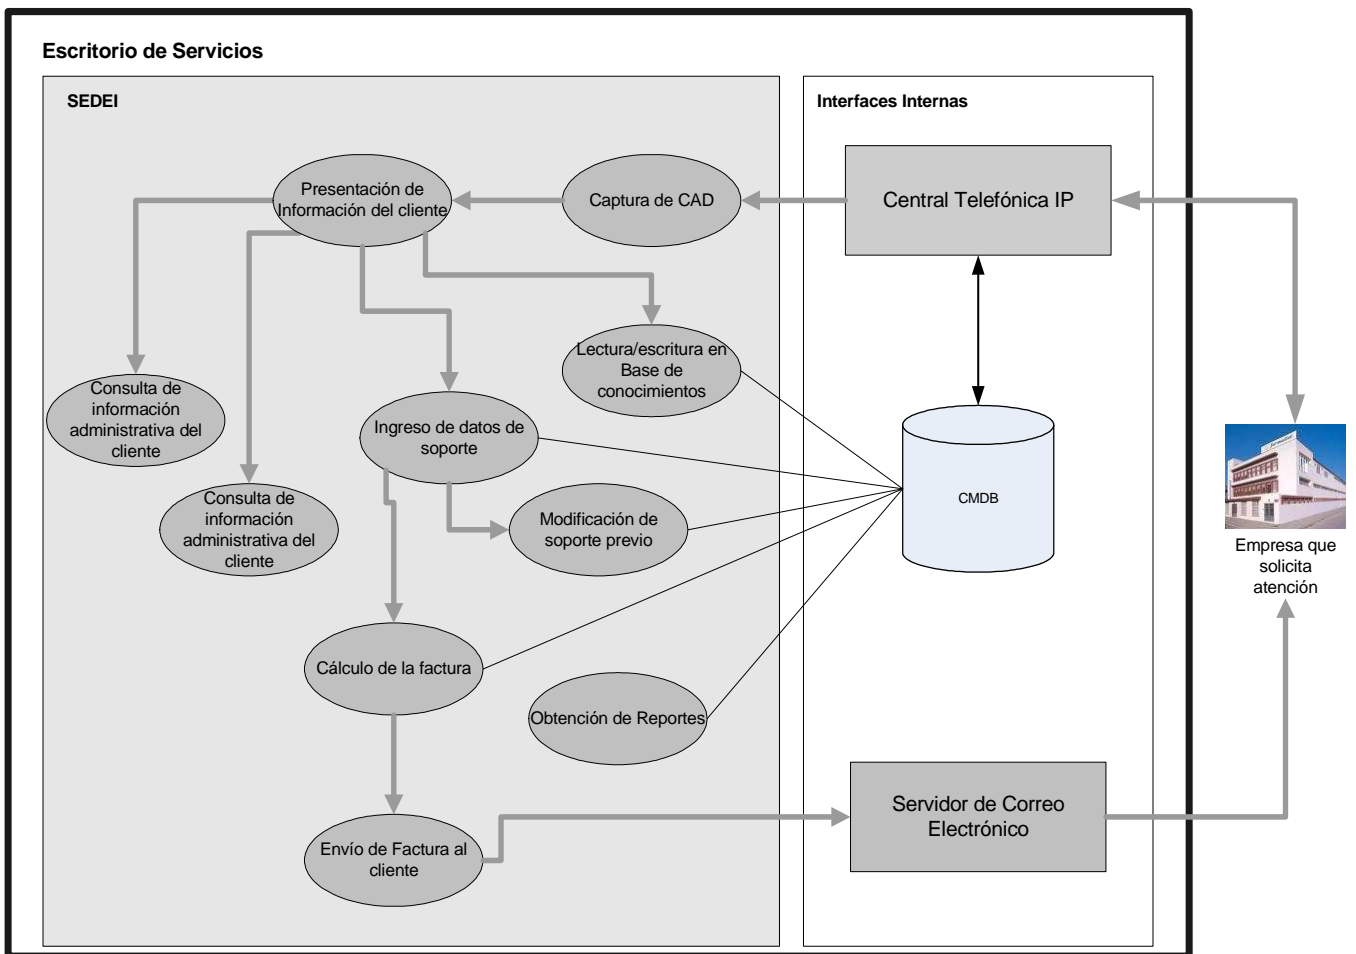 Escritorio de Servicios
SEDEI
Interfaces Internas
Presentación de
Información del cliente
Captura de CAD
Central Telefónica IP
Lectura/escritura en
Base de
conocimientos
Consulta de
información
administrativa del
cliente
Ingreso de datos de
soporte
Consulta de
información
administrativa del
cliente
Modificación de
soporte previo
CMDB
Empresa que
solicita
atención
Cálculo de la factura
Obtención de Reportes
Servidor de Correo
Electrónico
Envío de Factura al
cliente